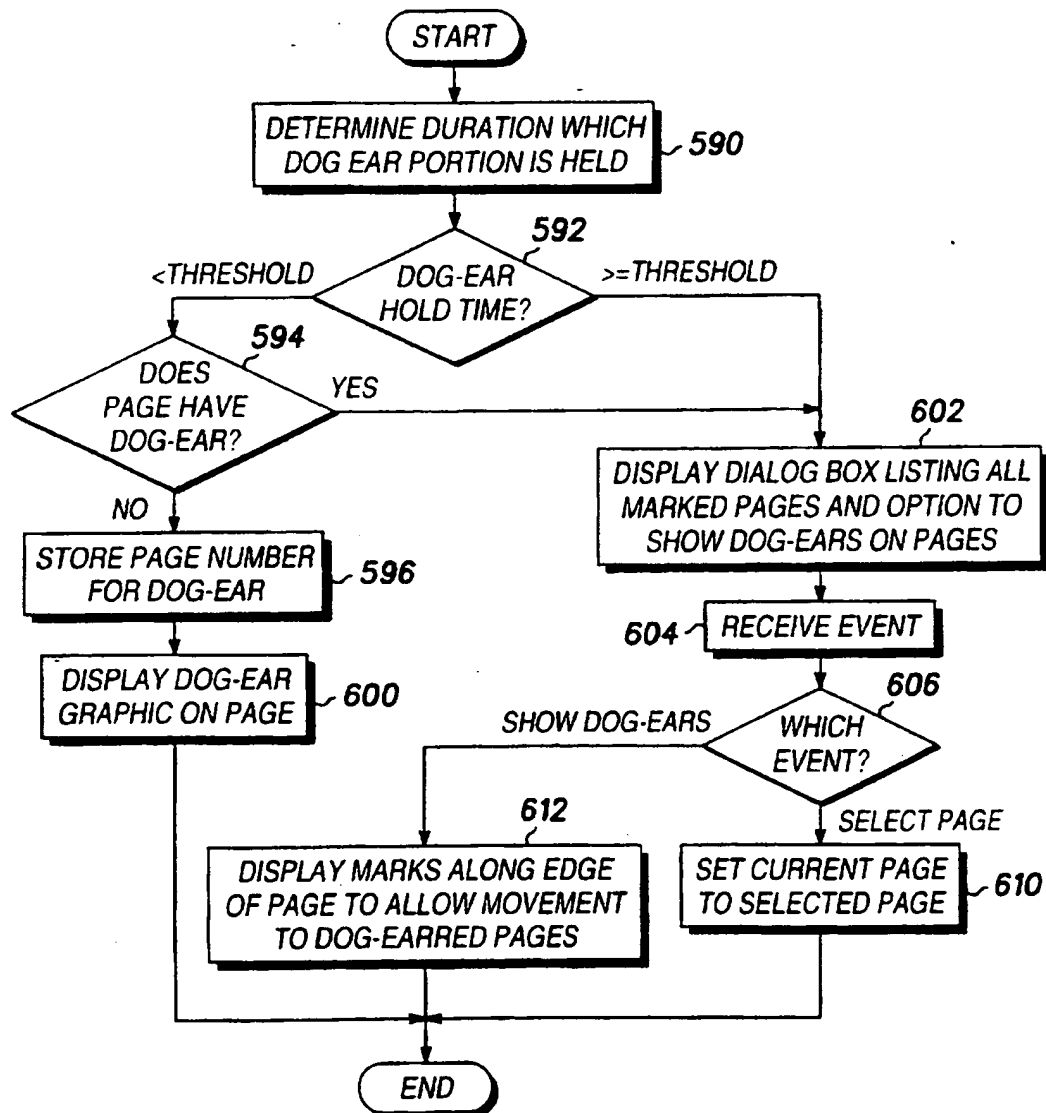 START
DETERMINE DURATION WHICH
DOG EAR PORTION IS HELD
590
592
<THRESHOLD
DOG-EAR
HOLD TIME?
>=THRESHOLD
594
DOES
PAGE HAVE
DOG-EAR?
YES
NO
602
DISPLAY DIALOG BOX LISTING ALL
MARKED PAGES AND OPTION TO
SHOW DOG-EARS ON PAGES
STORE PAGE NUMBER
FOR DOG-EAR
596
604
RECEIVE EVENT
DISPLAY DOG-EAR
GRAPHIC ON PAGE
600
606
SHOW DOG-EARS
WHICH
EVENT?
SELECT PAGE
612
DISPLAY MARKS ALONG EDGE
OF PAGE TO ALLOW MOVEMENT
TO DOG-EARRED PAGES
SET CURRENT PAGE
TO SELECTED PAGE
610
END